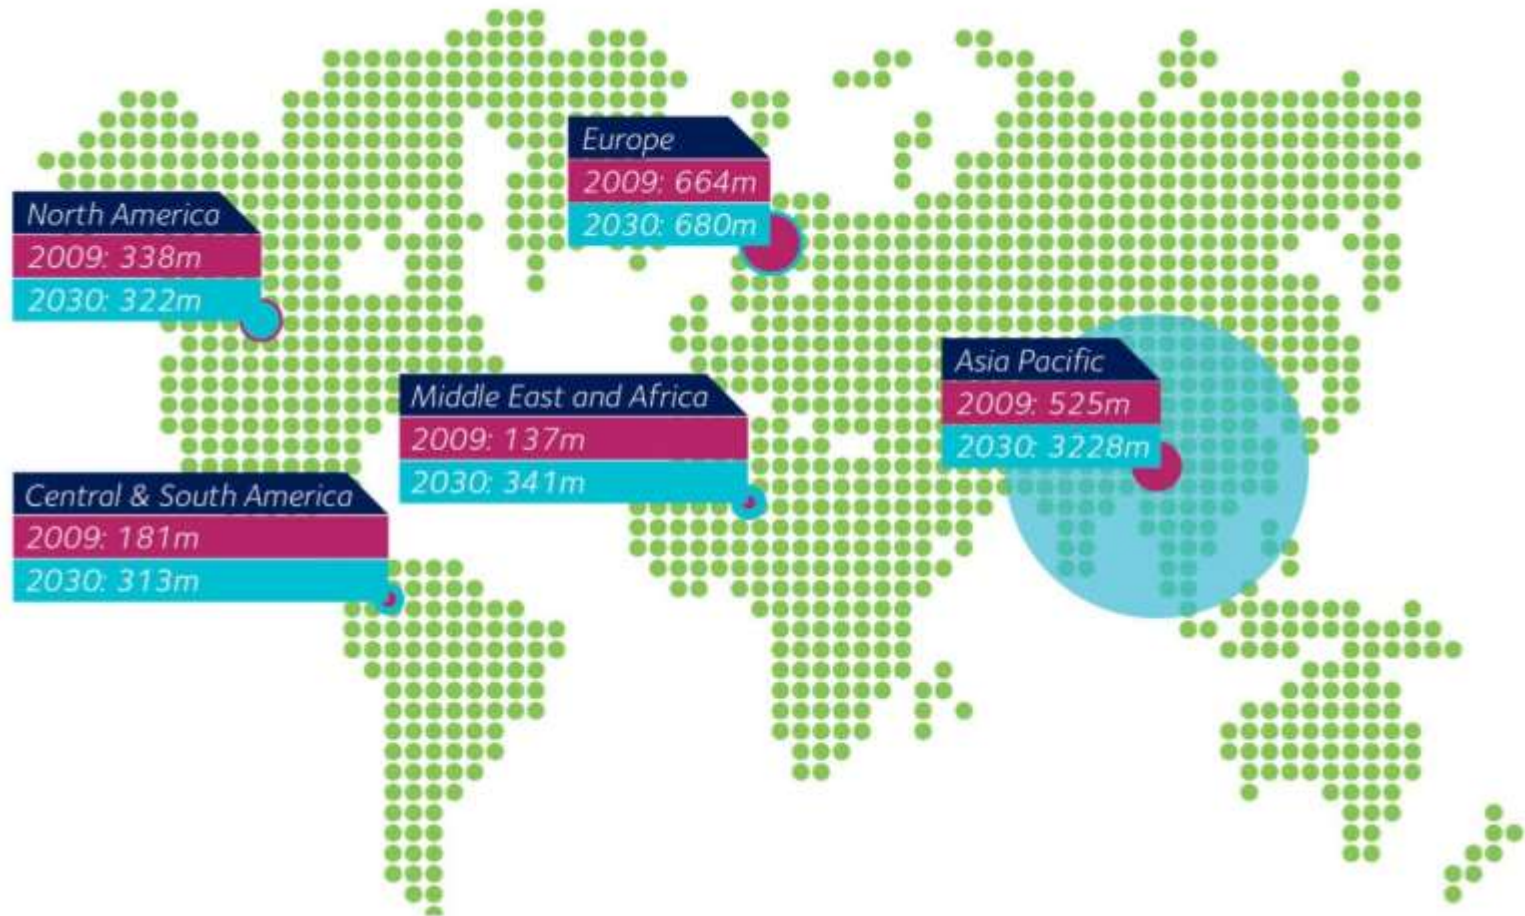 Europe
2009: 664m
2030: 680m
North America
2009: 338m
2030: 322m
Asia Pacific
2009: 525m
2030: 3228m
Middle East and Africa
2009: 137m
2030: 341m
Central & South America
2009: 181m
2030: 313m